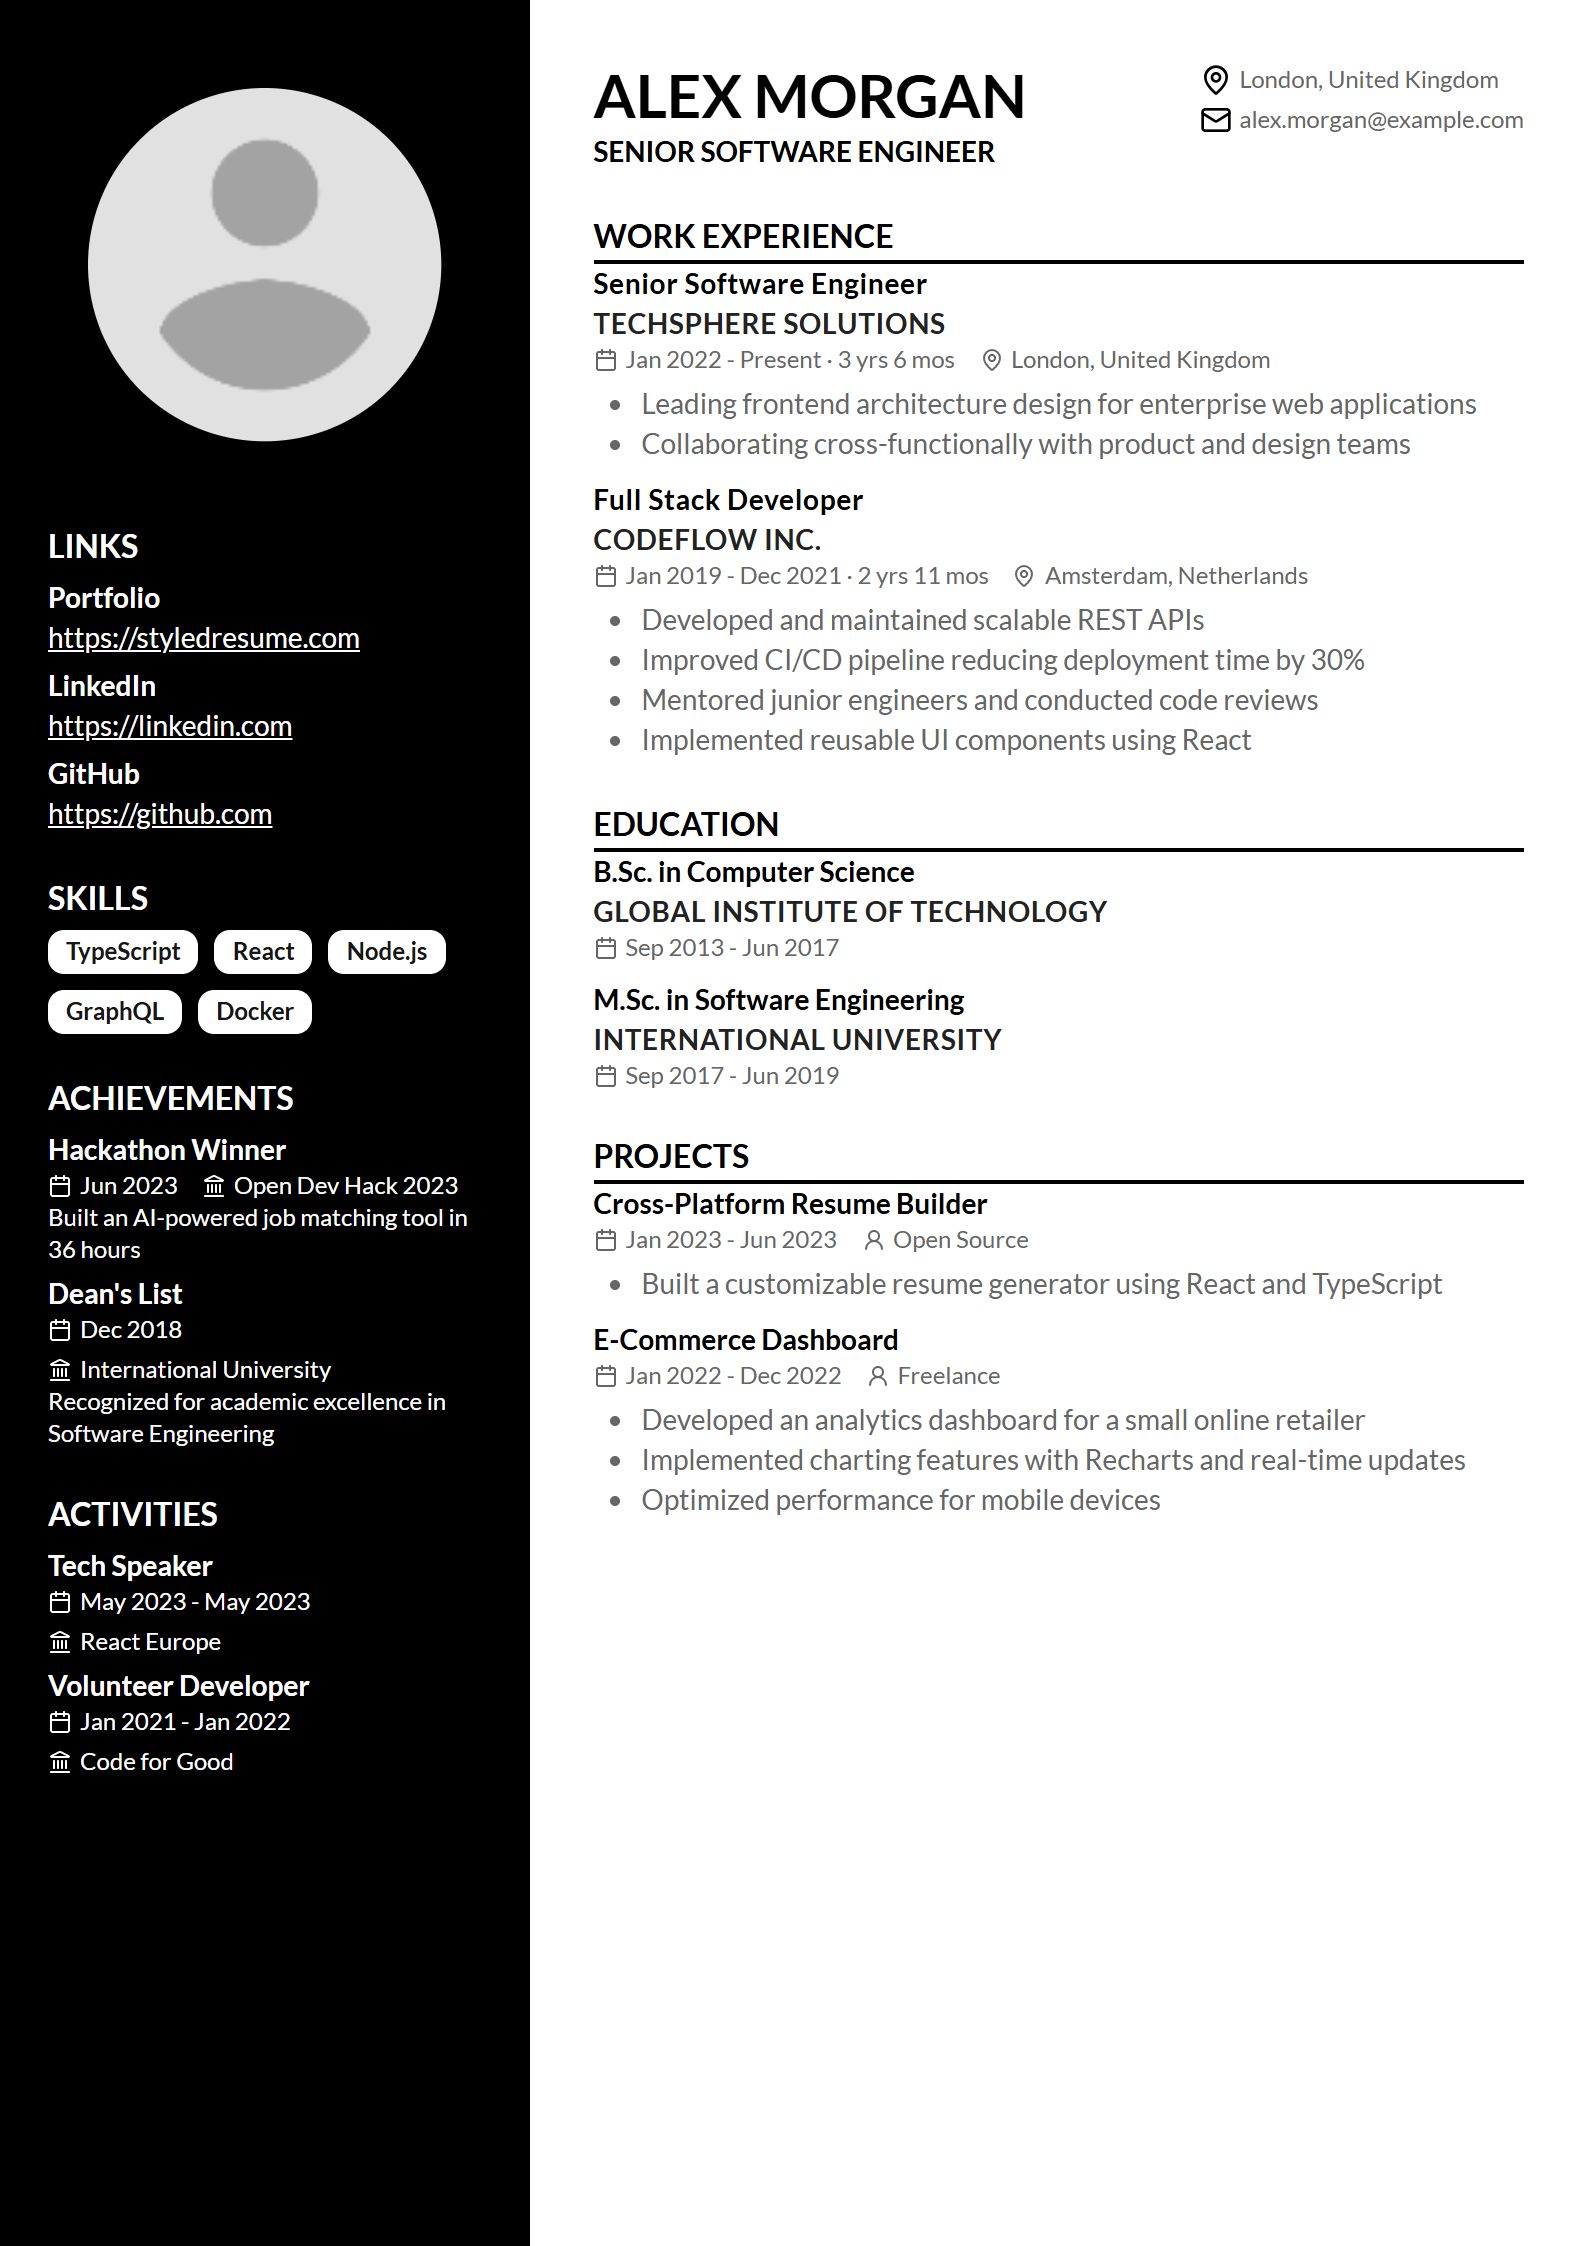 LINKS
Portfolio
https://styledresume.com
LinkedIn
https://linkedin.com
GitHub
https://github.com
SKILLS
TypeScript React Node.js
GraphQL Docker
ACHIEVEMENTS
Hackathon Winner
Jun 2023 Open Dev Hack 2023
Built an AI-powered job matching tool in
36 hours
Dean's List
Dec 2018
International University
Recognized for academic excellence in
Software Engineering
ACTIVITIES
Tech Speaker
May 2023 - May 2023
React Europe
Volunteer Developer
Jan 2021 - Jan 2022
Code for Good
ALEX MORGAN
SENIOR SOFTWARE ENGINEER
London, United Kingdom
alex.morgan@example.com
WORK EXPERIENCE
Senior Software Engineer
TECHSPHERE SOLUTIONS
Jan 2022 - Present · 3 yrs 6 mos London, United Kingdom
• Leading frontend architecture design for enterprise web applications
• Collaborating cross-functionally with product and design teams
Full Stack Developer
CODEFLOW INC.
Jan 2019 - Dec 2021 · 2 yrs 11 mos Amsterdam, Netherlands
• Developed and maintained scalable REST APIs
• Improved CI/CD pipeline reducing deployment time by 30%
• Mentored junior engineers and conducted code reviews
• Implemented reusable UI components using React
EDUCATION
B.Sc. in Computer Science
GLOBAL INSTITUTE OF TECHNOLOGY
Sep 2013 - Jun 2017
M.Sc. in Software Engineering
INTERNATIONAL UNIVERSITY
Sep 2017 - Jun 2019
PROJECTS
Cross-Platform Resume Builder
Jan 2023 - Jun 2023 Open Source
• Built a customizable resume generator using React and TypeScript
E-Commerce Dashboard
Jan 2022 - Dec 2022 Freelance
• Developed an analytics dashboard for a small online retailer
• Implemented charting features with Recharts and real-time updates
• Optimized performance for mobile devices